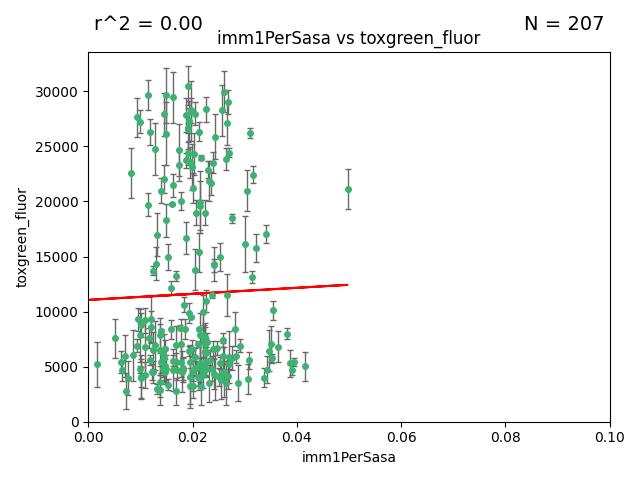 r^2 = 0.00
N = 207
imm1PerSasa vs toxgreen_fluor
toxgreen_fluor
30000
25000
20000
15000
10000
5000
0
0.00
0.02
0.04
0.06
0.08
0.10
imm1PerSasa